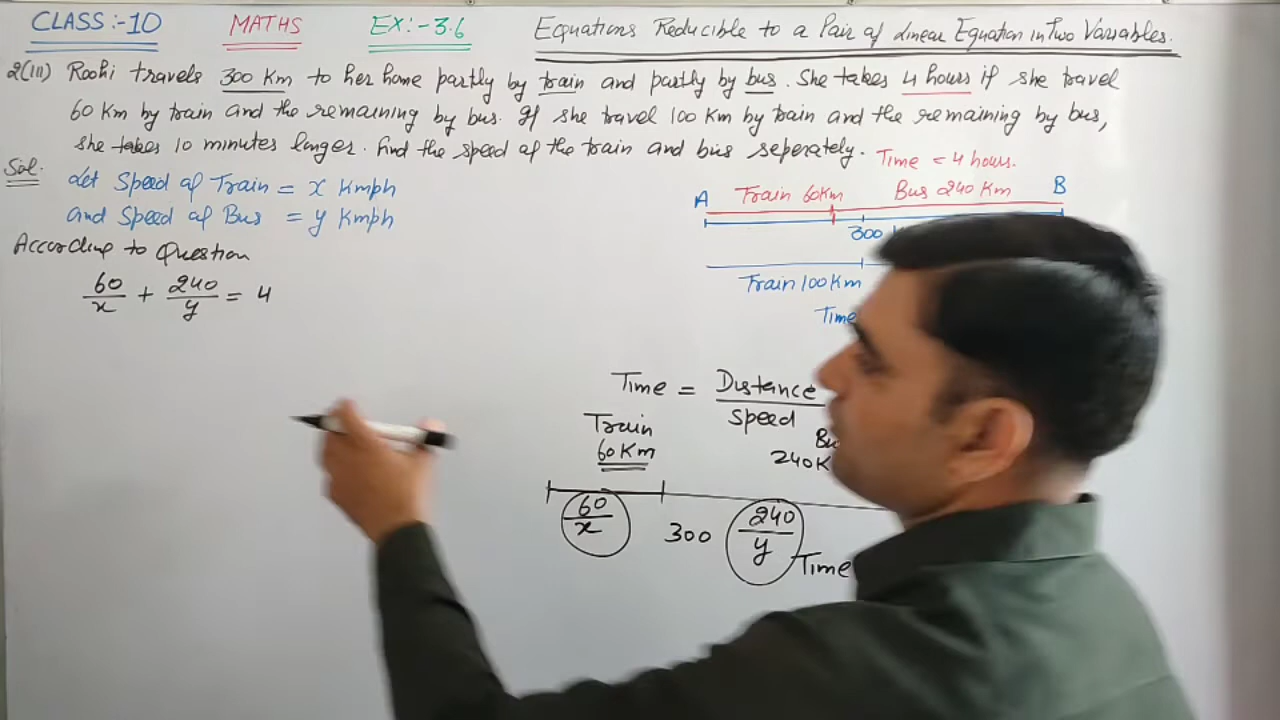 CLASS:-10 MATHS EX:-3.6 Equations Reducible to a Pair of Linear Equation in Two Variables.
2(iii) Roohi travels 300 Km to her home partly by train and partly by bus. She takes 4 hours if she travel
60 Km by train and the remaining by bus. If she travel 100 Km by train and the remaining by bus,
she takes 10 minutes longer. Find the speed of the train and bus seperately.
Time = 4 hours.
Sol. Let Speed of Train = x Kmph
and Speed of Bus = y Kmph
According to Question
60/x + 240/y = 4
A Train 60Km Bus 240 Km B
300
Train 100Km
Time
Time = Distance/Speed
Train
60Km
240K
60/x 300 240/y Time